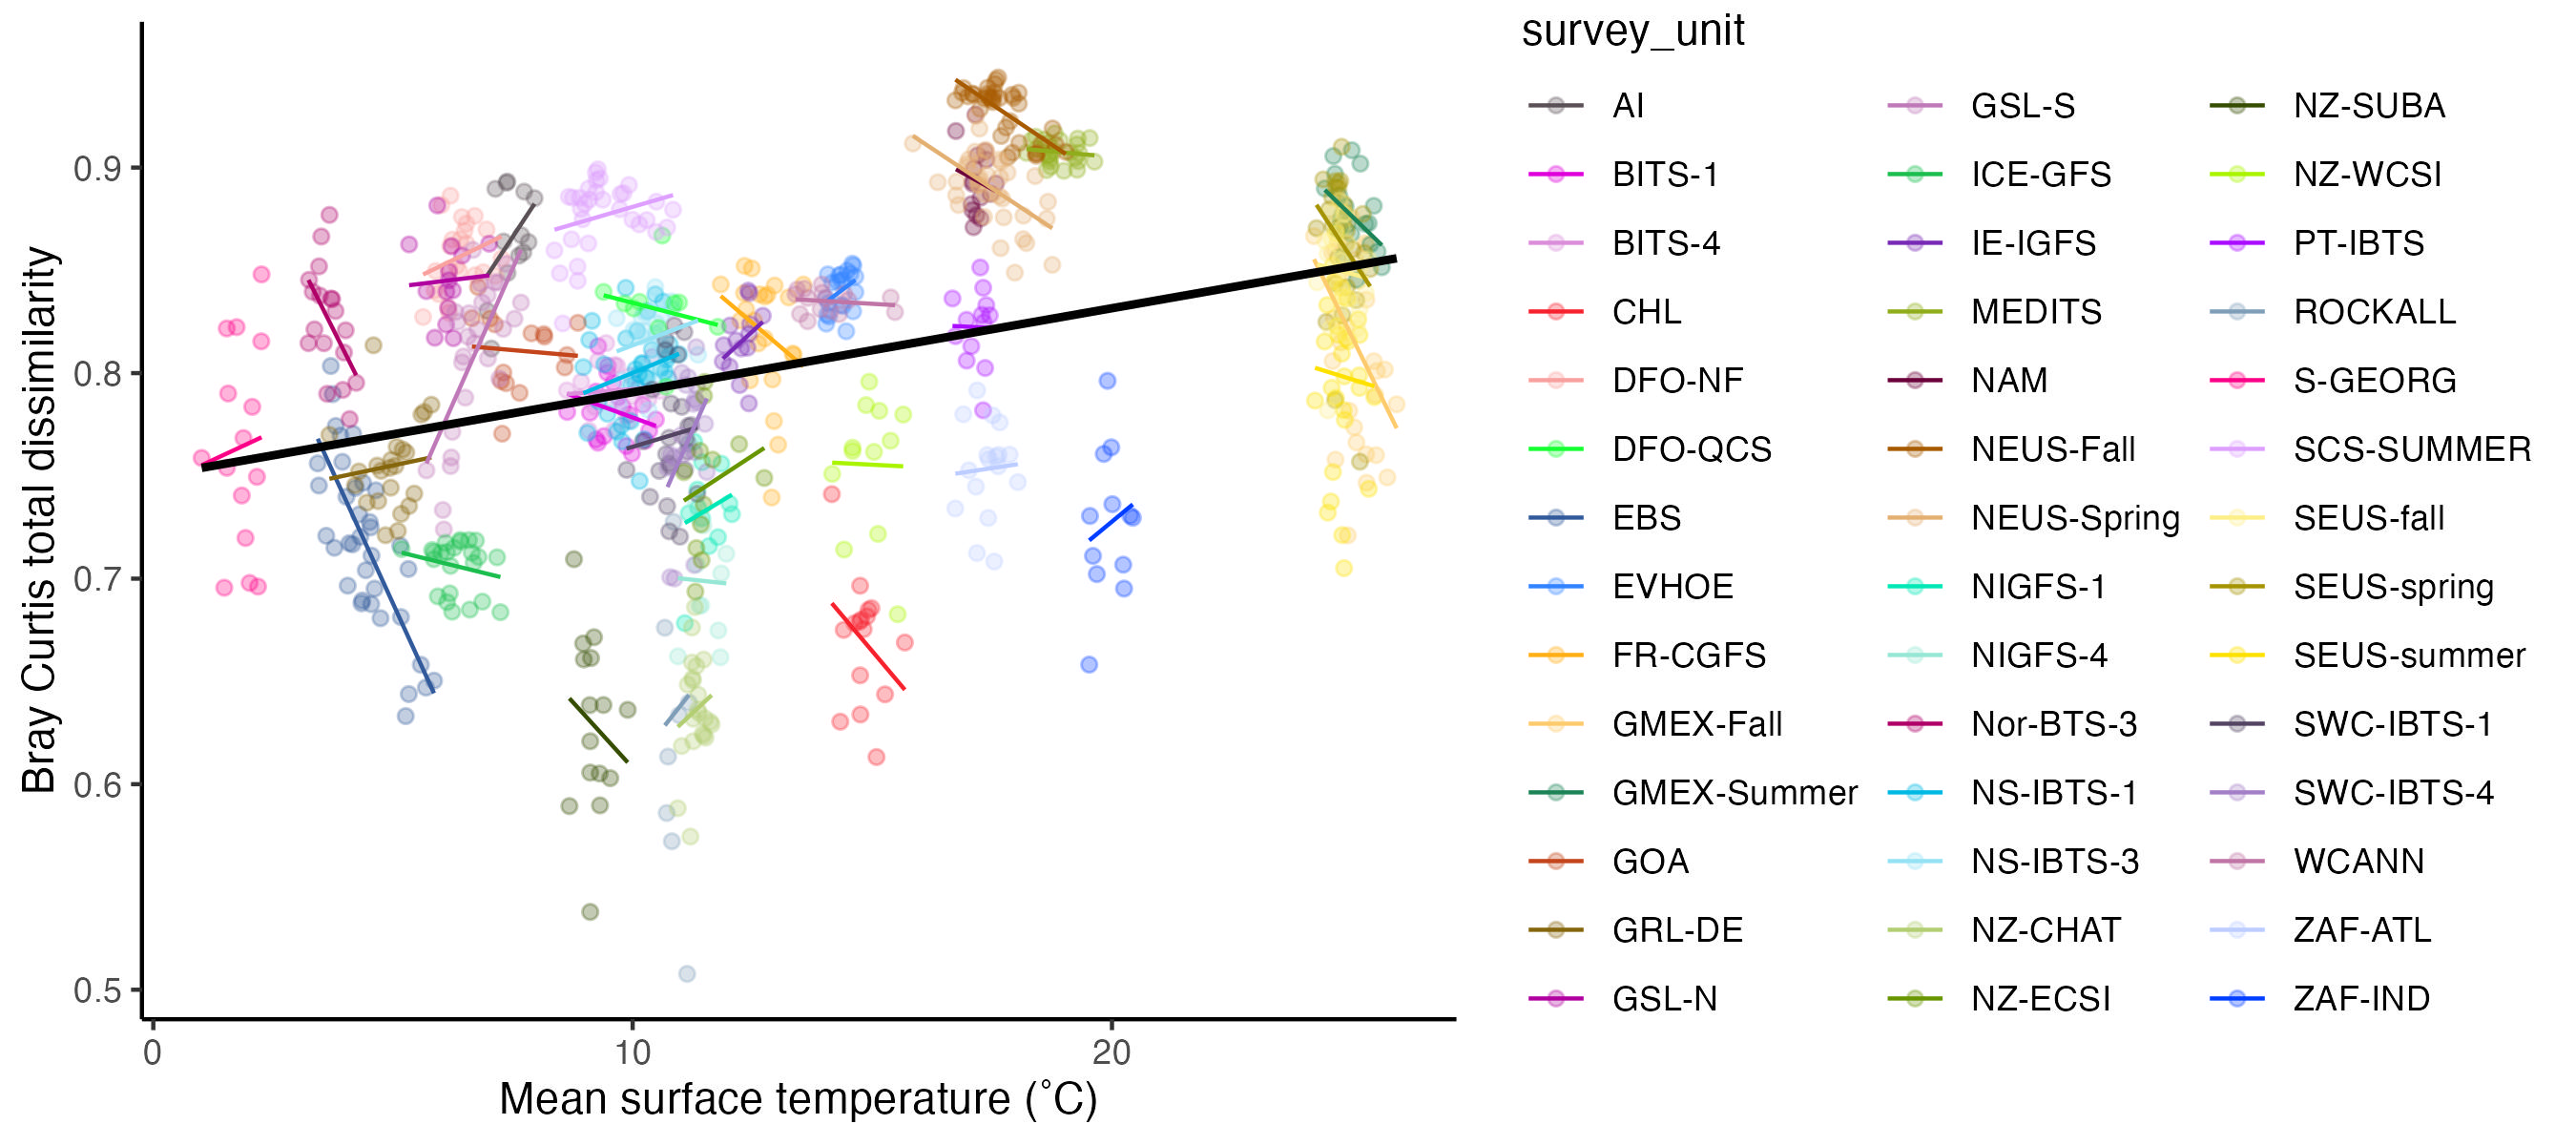 survey_unit
AI
BITS-1
BITS-4
CHL
DFO-NF
DFO-QCS
EBS
EVHOE
FR-CGFS
GMEX-Fall
GMEX-Summer
GOA
GRL-DE
GSL-N
GSL-S
ICE-GFS
IE-IGFS
MEDITS
NAM
NEUS-Fall
NEUS-Spring
NIGFS-1
NIGFS-4
Nor-BTS-3
NS-IBTS-1
NS-IBTS-3
NZ-CHAT
NZ-ECSI
NZ-SUBA
NZ-WCSI
PT-IBTS
ROCKALL
S-GEORG
SCS-SUMMER
SEUS-fall
SEUS-spring
SEUS-summer
SWC-IBTS-1
SWC-IBTS-4
WCANN
ZAF-ATL
ZAF-IND
Bray Curtis total dissimilarity
0.9
0.8
0.7
0.6
0.5
0 10 20
Mean surface temperature (˚C)